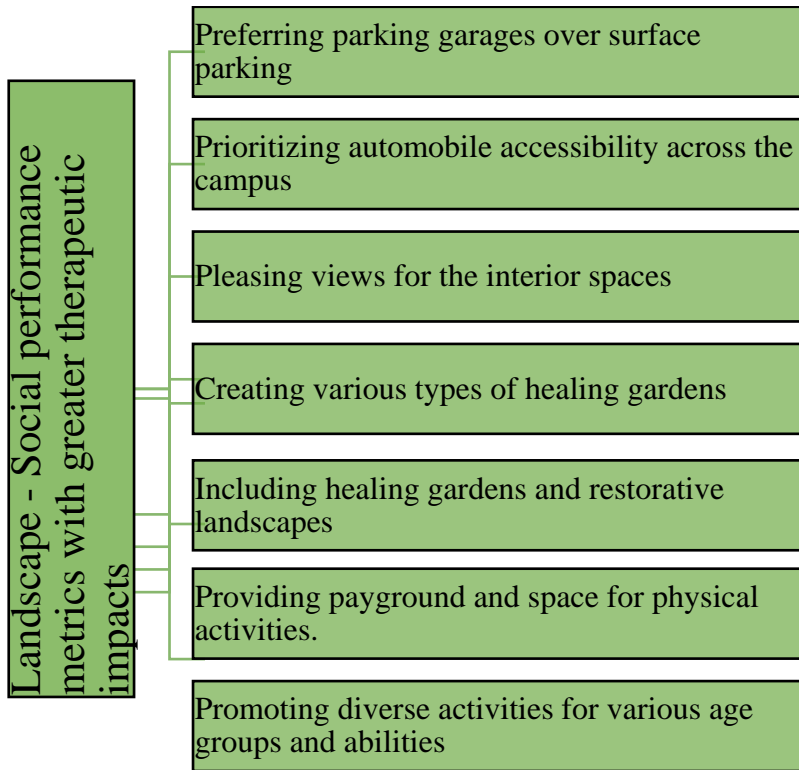 Landscape - Social performance
metrics with greater therapeutic
impacts
Preferring parking garages over surface
parking
Prioritizing automobile accessibility across the
campus
Pleasing views for the interior spaces
Creating various types of healing gardens
Including healing gardens and restorative
landscapes
Providing payground and space for physical
activities.
Promoting diverse activities for various age
groups and abilities